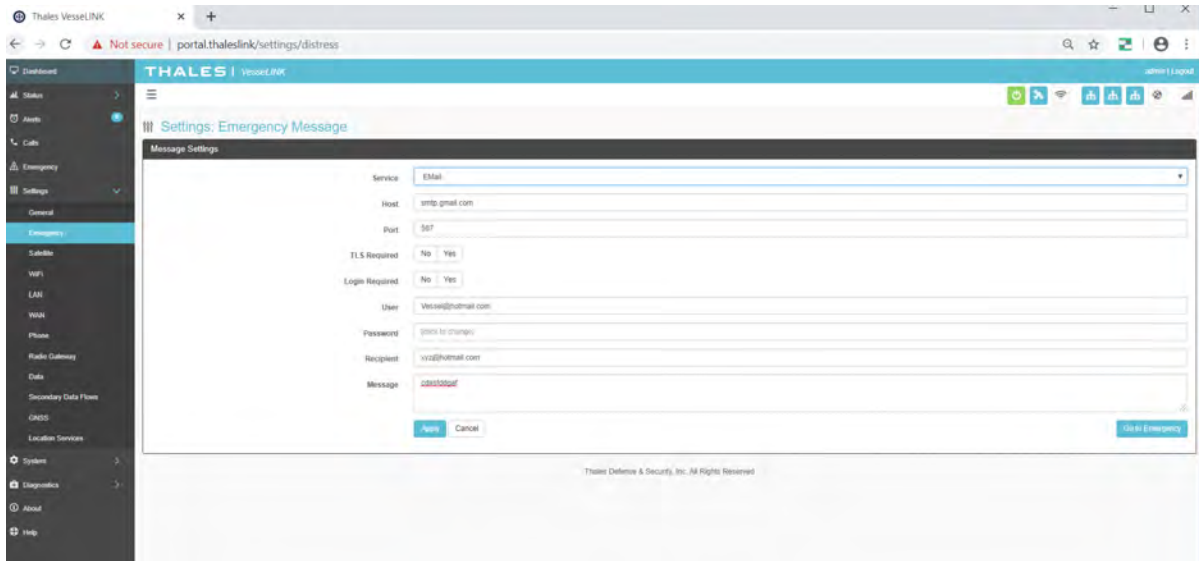 Thales VesseLINK
Not secure | portal.thaleslink/settings/distress
Dashboard
THALES | VesseLINK
admin | Logout
Status
Alerts
Calls
Emergency
Settings
General
Emergency
Satellite
WiFi
LAN
WAN
Phone
Radio Gateway
Data
Secondary Data Flows
GNSS
Location Services
System
Diagnostics
About
Help
Settings: Emergency Message
Message Settings
Service EMail
Host smtp.gmail.com
Port 587
TLS Required No Yes
Login Required No Yes
User Vessel@hotmail.com
Password
Recipient xyz@hotmail.com
Message
Apply Cancel Go to Emergency
Thales Defense & Security, Inc. All Rights Reserved